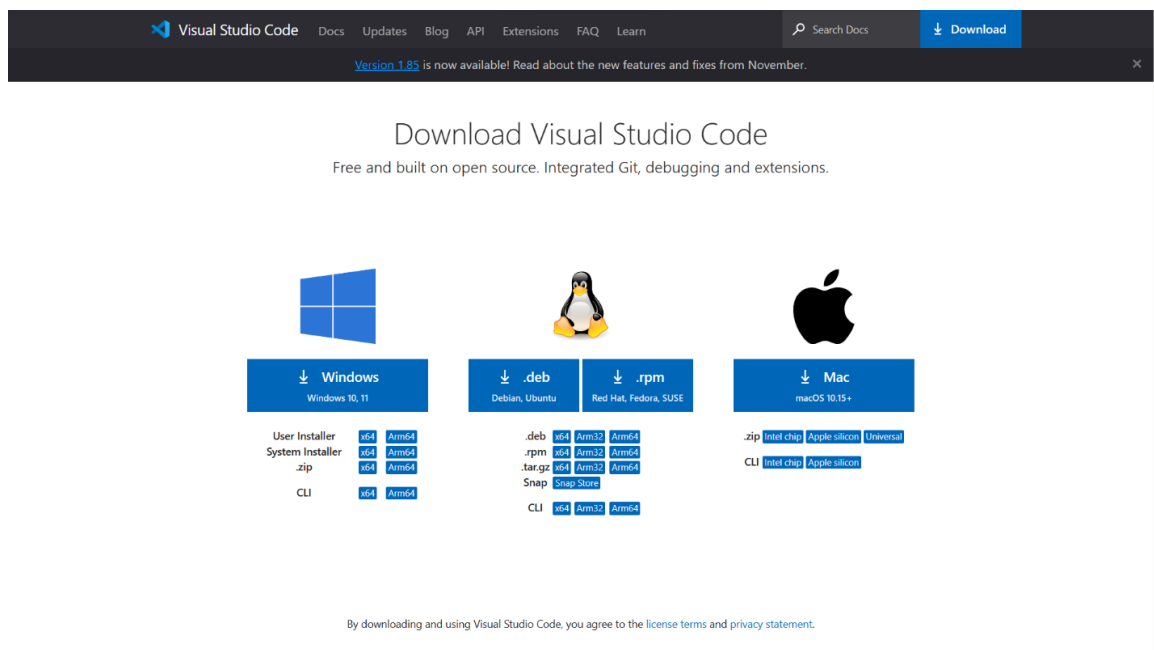 Visual Studio Code Docs Updates Blog API Extensions FAQ Learn Search Docs Download
Version 1.85 is now available! Read about the new features and fixes from November.
Download Visual Studio Code
Free and built on open source. Integrated Git, debugging and extensions.
Windows
Windows 10, 11
User Installer x64 Arm64
System Installer x64 Arm64
.zip x64 Arm64
CLI x64 Arm64
.deb
Debian, Ubuntu
.rpm
Red Hat, Fedora, SUSE
.deb x64 Arm32 Arm64
.rpm x64 Arm32 Arm64
.tar.gz x64 Arm32 Arm64
Snap Snap Store
CLI x64 Arm32 Arm64
Mac
macOS 10.15+
.zip Intel chip Apple silicon Universal
CLI Intel chip Apple silicon
By downloading and using Visual Studio Code, you agree to the license terms and privacy statement.